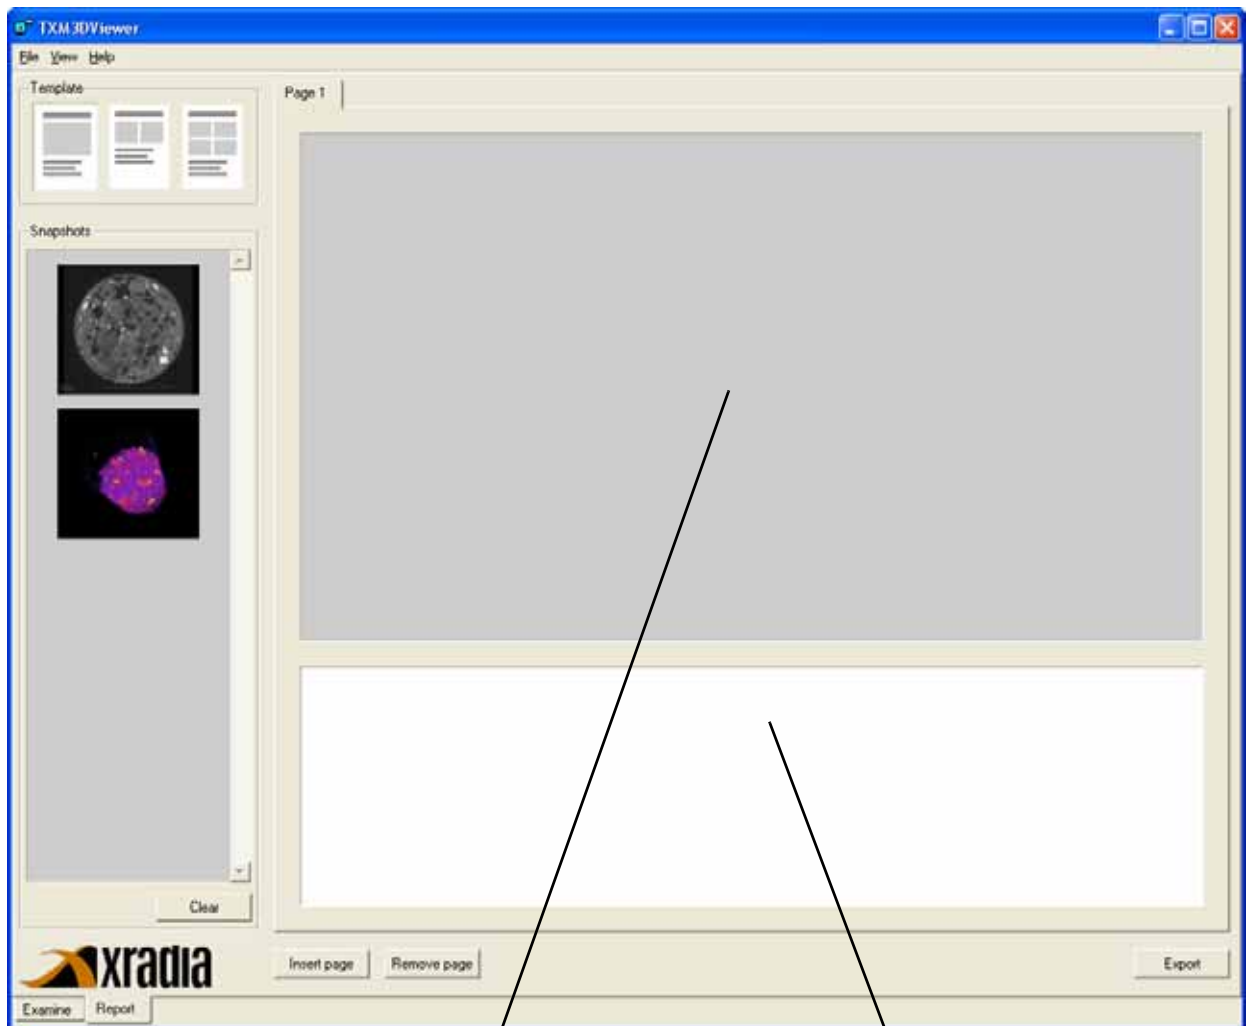 TXM3DViewer
File View Help
Template
Page 1
Snapshots
Clear
xradia
Insert page
Remove page
Export
Examine
Report